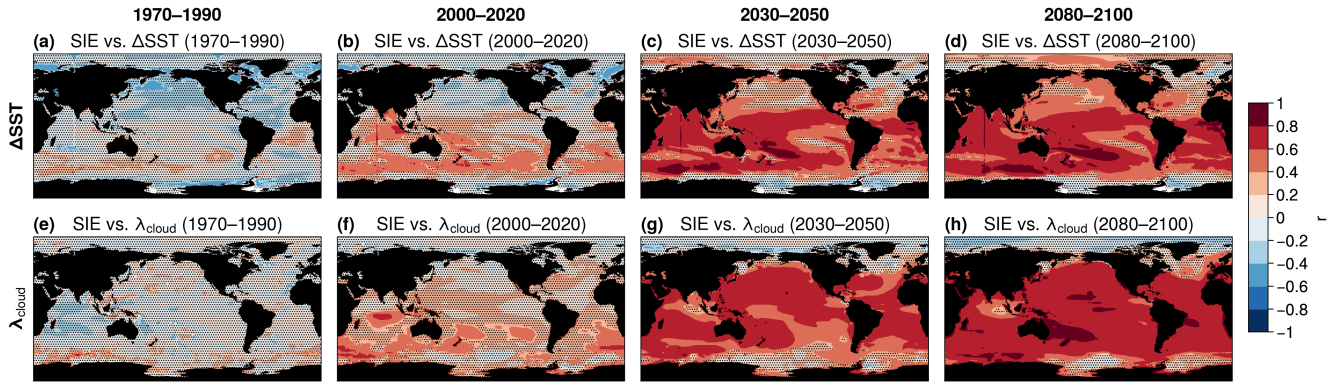 1970–1990 2000–2020 2030–2050 2080–2100
(a) SIE vs. ΔSST (1970–1990) (b) SIE vs. ΔSST (2000–2020) (c) SIE vs. ΔSST (2030–2050) (d) SIE vs. ΔSST (2080–2100)
ΔSST
(e) SIE vs. λcloud (1970–1990) (f) SIE vs. λcloud (2000–2020) (g) SIE vs. λcloud (2030–2050) (h) SIE vs. λcloud (2080–2100)
λcloud
1
0.8
0.6
0.4
0.2
0
−0.2
−0.4
−0.6
−0.8
−1
r